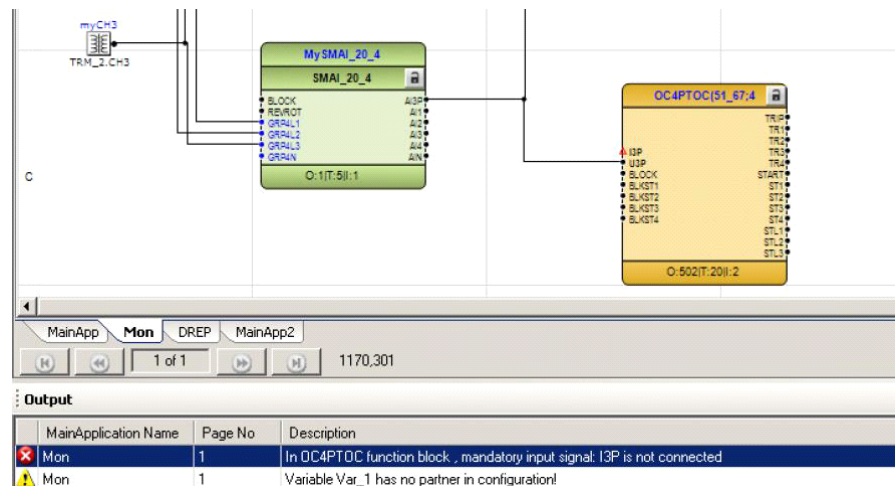 myCH3
TRM_2.CH3
MySMAI_20_4
SMAI_20_4
BLOCK AI3P
REVROT AI1
GRP4L1 AI2
GRP4L2 AI3
GRP4L3 AI4
GRP4N AIN
O:1|T:5|I:1
C
OC4PTOC(51_67;4
TRIP
TR1
TR2
I3P TR3
U3P TR4
BLOCK START
BLKST1 ST1
BLKST2 ST2
BLKST3 ST3
BLKST4 ST4
STL1
STL2
STL3
O:502|T:20|I:2
MainApp Mon DREP MainApp2
1 of 1 1170,301
Output
MainApplication Name Page No Description
Mon 1 In OC4PTOC function block , mandatory input signal: I3P is not connected
Mon 1 Variable Var_1 has no partner in configuration!